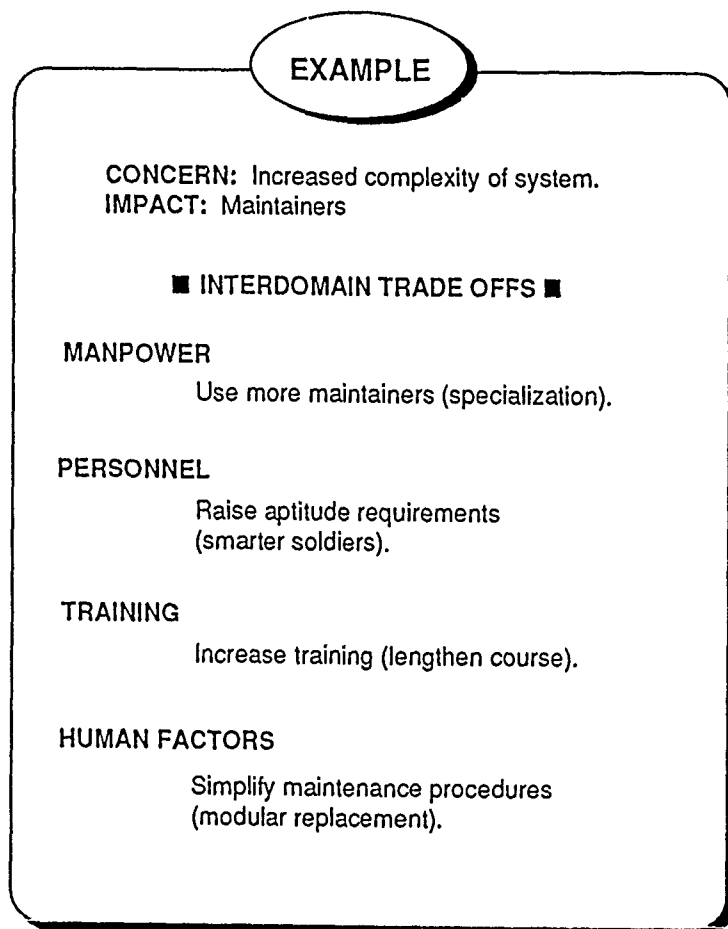 EXAMPLE
CONCERN: Increased complexity of system.
IMPACT: Maintainers
■ INTERDOMAIN TRADE OFFS ■
MANPOWER
Use more maintainers (specialization).
PERSONNEL
Raise aptitude requirements
(smarter soldiers).
TRAINING
Increase training (lengthen course).
HUMAN FACTORS
Simplify maintenance procedures
(modular replacement).